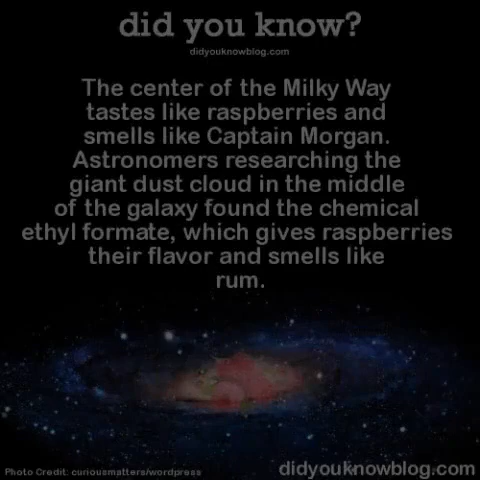 did you know?
didyouknowblog.com
The center of the Milky Way
tastes like raspberries and
smells like Captain Morgan.
Astronomers researching the
giant dust cloud in the middle
of the galaxy found the chemical
ethyl formate, which gives raspberries
their flavor and smells like
rum.
Photo Credit: curiousmatters/wordpress
didyouknowblog.com